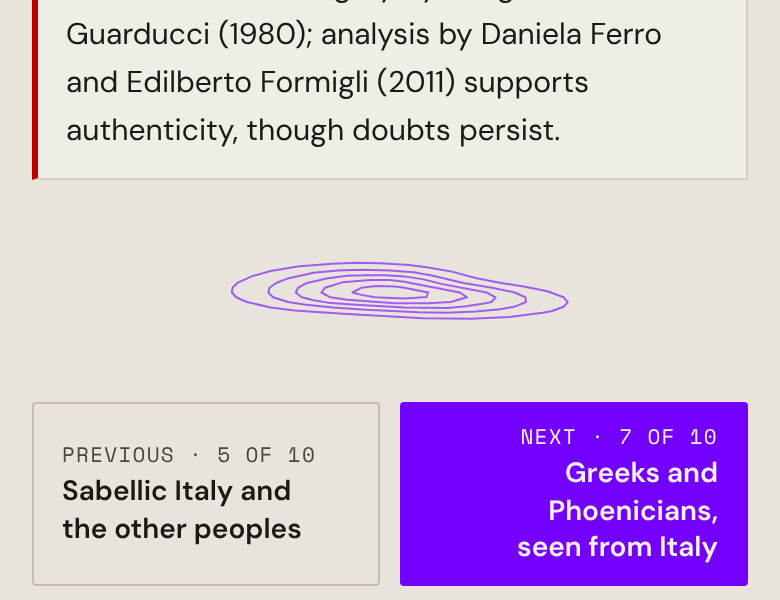 Guarducci (1980); analysis by Daniela Ferro
and Edilberto Formigli (2011) supports
authenticity, though doubts persist.
PREVIOUS · 5 OF 10
Sabellic Italy and
the other peoples
NEXT · 7 OF 10
Greeks and
Phoenicians,
seen from Italy